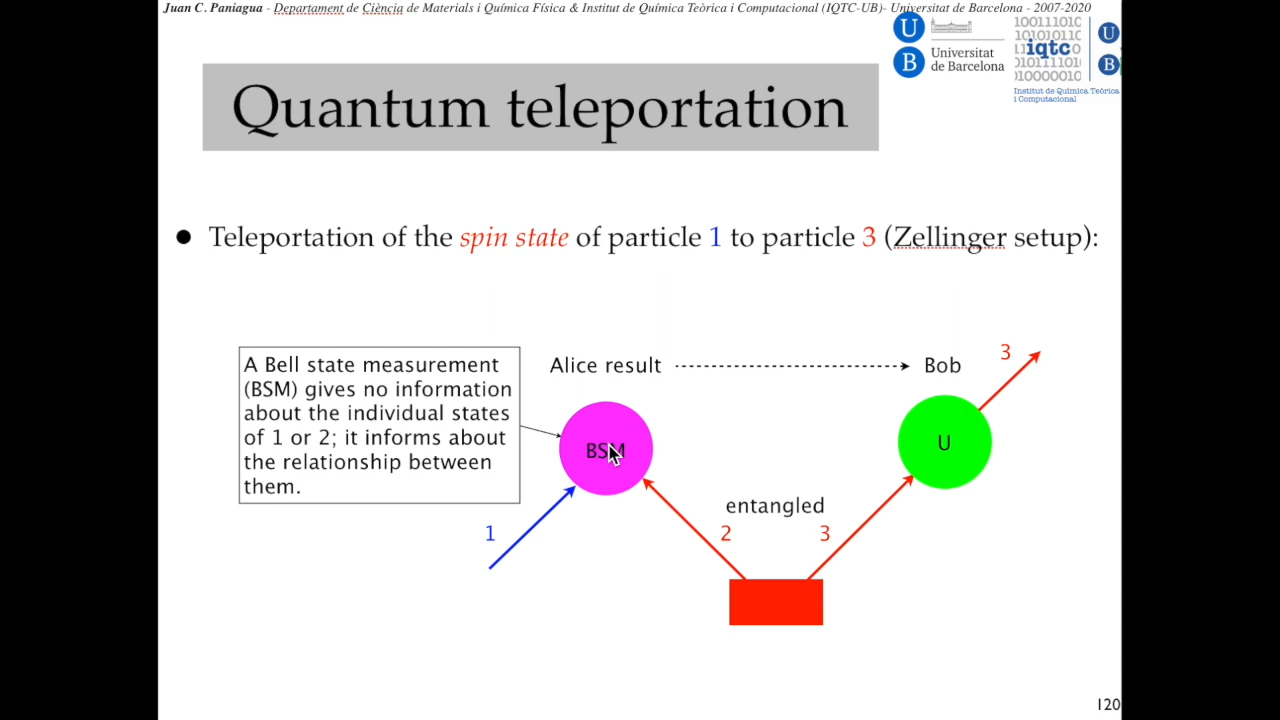 Juan C. Paniagua - Departament de Ciència de Materials i Química Física & Institut de Química Teòrica i Computacional (IQTC-UB)- Universitat de Barcelona - 2007-2020
U
B
Universitat
de Barcelona
iqtc
Institut de Química Teòrica
i Computacional
U
B
Quantum teleportation
● Teleportation of the spin state of particle 1 to particle 3 (Zellinger setup):
A Bell state measurement
(BSM) gives no information
about the individual states
of 1 or 2; it informs about
the relationship between
them.
Alice result
Bob
3
BSM
U
entangled
1
2
3
120